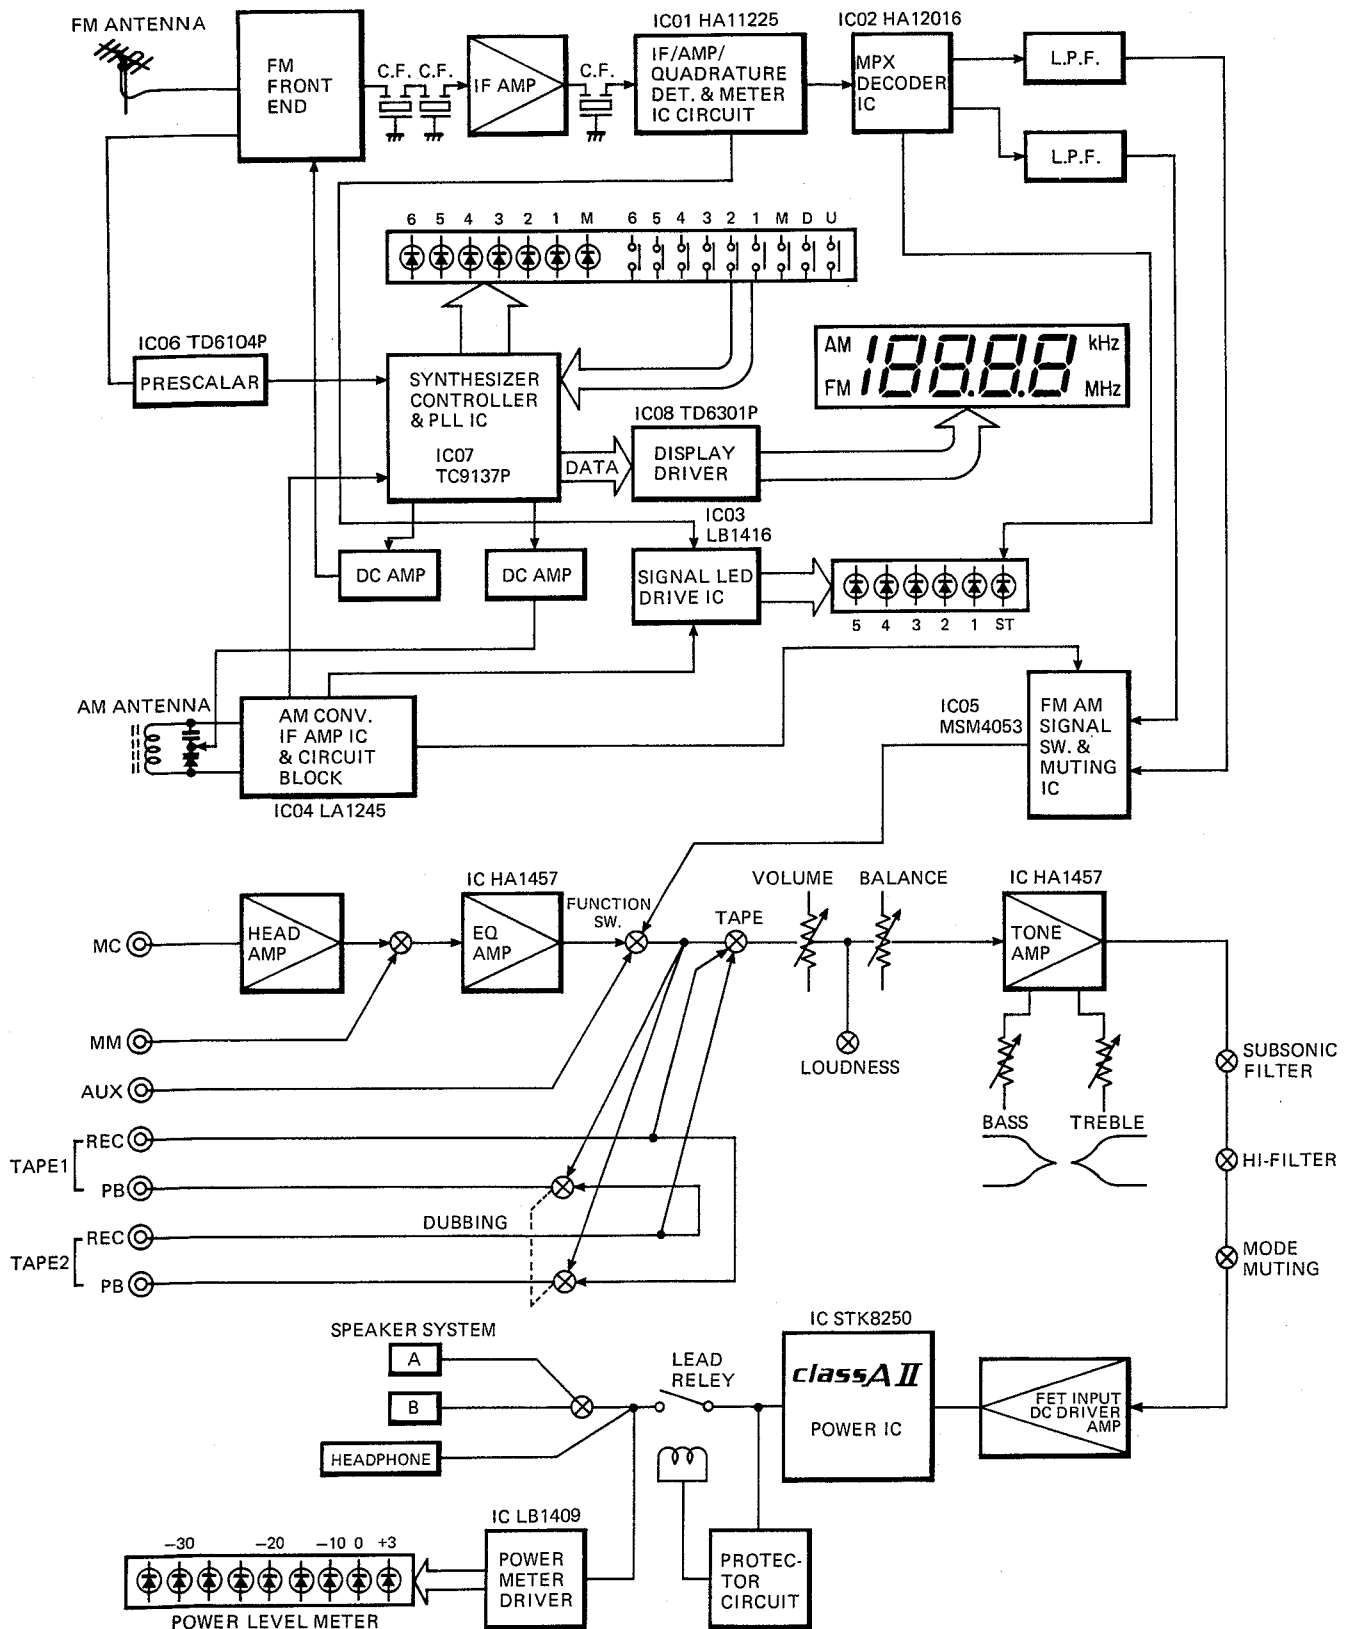 FM ANTENNA
FM
FRONT
END
C.F.
C.F.
IF AMP
C.F.
IC01 HA11225
IF/AMP/
QUADRATURE
DET. & METER
IC CIRCUIT
IC02 HA12016
MPX
DECODER
IC
L.P.F.
L.P.F.
6 5 4 3 2 1 M 6 5 4 3 2 1 M D U
IC06 TD6104P
PRESCALAR
SYNTHESIZER
CONTROLLER
& PLL IC
IC07
TC9137P
AM 188.8.8 kHz
FM MHz
IC08 TD6301P
DATA
DISPLAY
DRIVER
IC03
LB1416
DC AMP
DC AMP
SIGNAL LED
DRIVE IC
5 4 3 2 1 ST
AM ANTENNA
AM CONV.
IF AMP IC
& CIRCUIT
BLOCK
IC04 LA1245
IC05
MSM4053
FM AM
SIGNAL
SW. &
MUTING
IC
MC
HEAD
AMP
IC HA1457
EQ
AMP
FUNCTION
SW.
TAPE
VOLUME
BALANCE
LOUDNESS
IC HA1457
TONE
AMP
BASS
TREBLE
MM
AUX
TAPE1
REC
PB
TAPE2
REC
PB
DUBBING
SUBSONIC
FILTER
HI-FILTER
MODE
MUTING
SPEAKER SYSTEM
A
B
HEADPHONE
LEAD
RELEY
IC STK8250
classA II
POWER IC
FET INPUT
DC DRIVER
AMP
IC LB1409
POWER
METER
DRIVER
PROTEC-
TOR
CIRCUIT
−30 −20 −10 0 +3
POWER LEVEL METER